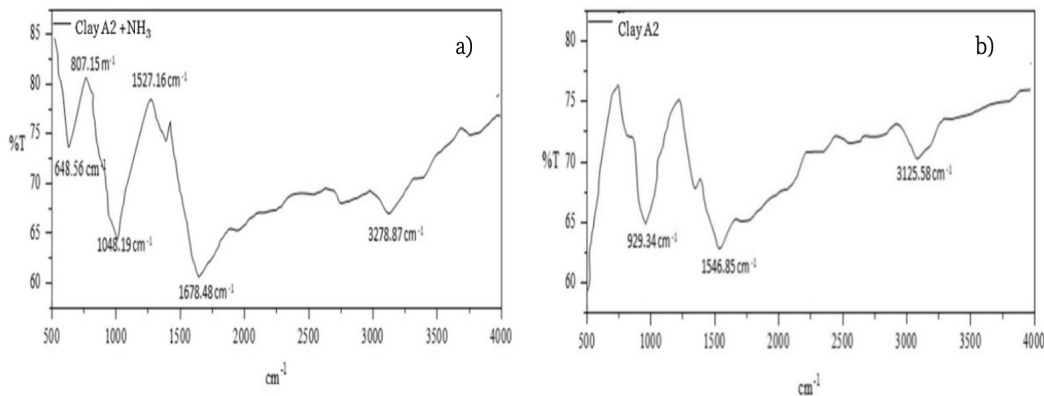 Clay A2 +NH3
a)
85
80
75
70
65
60
%T
807.15 m-1
1527.16 cm-1
648.56 cm-1
1048.19 cm-1
1678.48 cm-1
3278.87 cm-1
500 1000 1500 2000 2500 3000 3500 4000
cm-1
Clay A2
b)
80
75
70
65
60
%T
929.34 cm-1
1546.85 cm-1
3125.58 cm-1
500 1000 1500 2000 2500 3000 3500 4000
cm-1